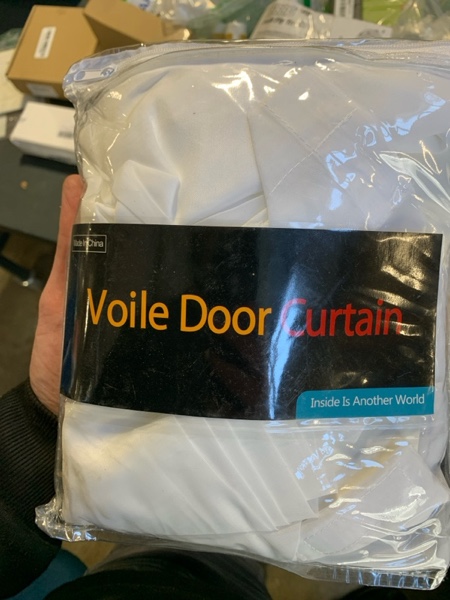 Made In China
Voile Door Curtain
Inside Is Another World